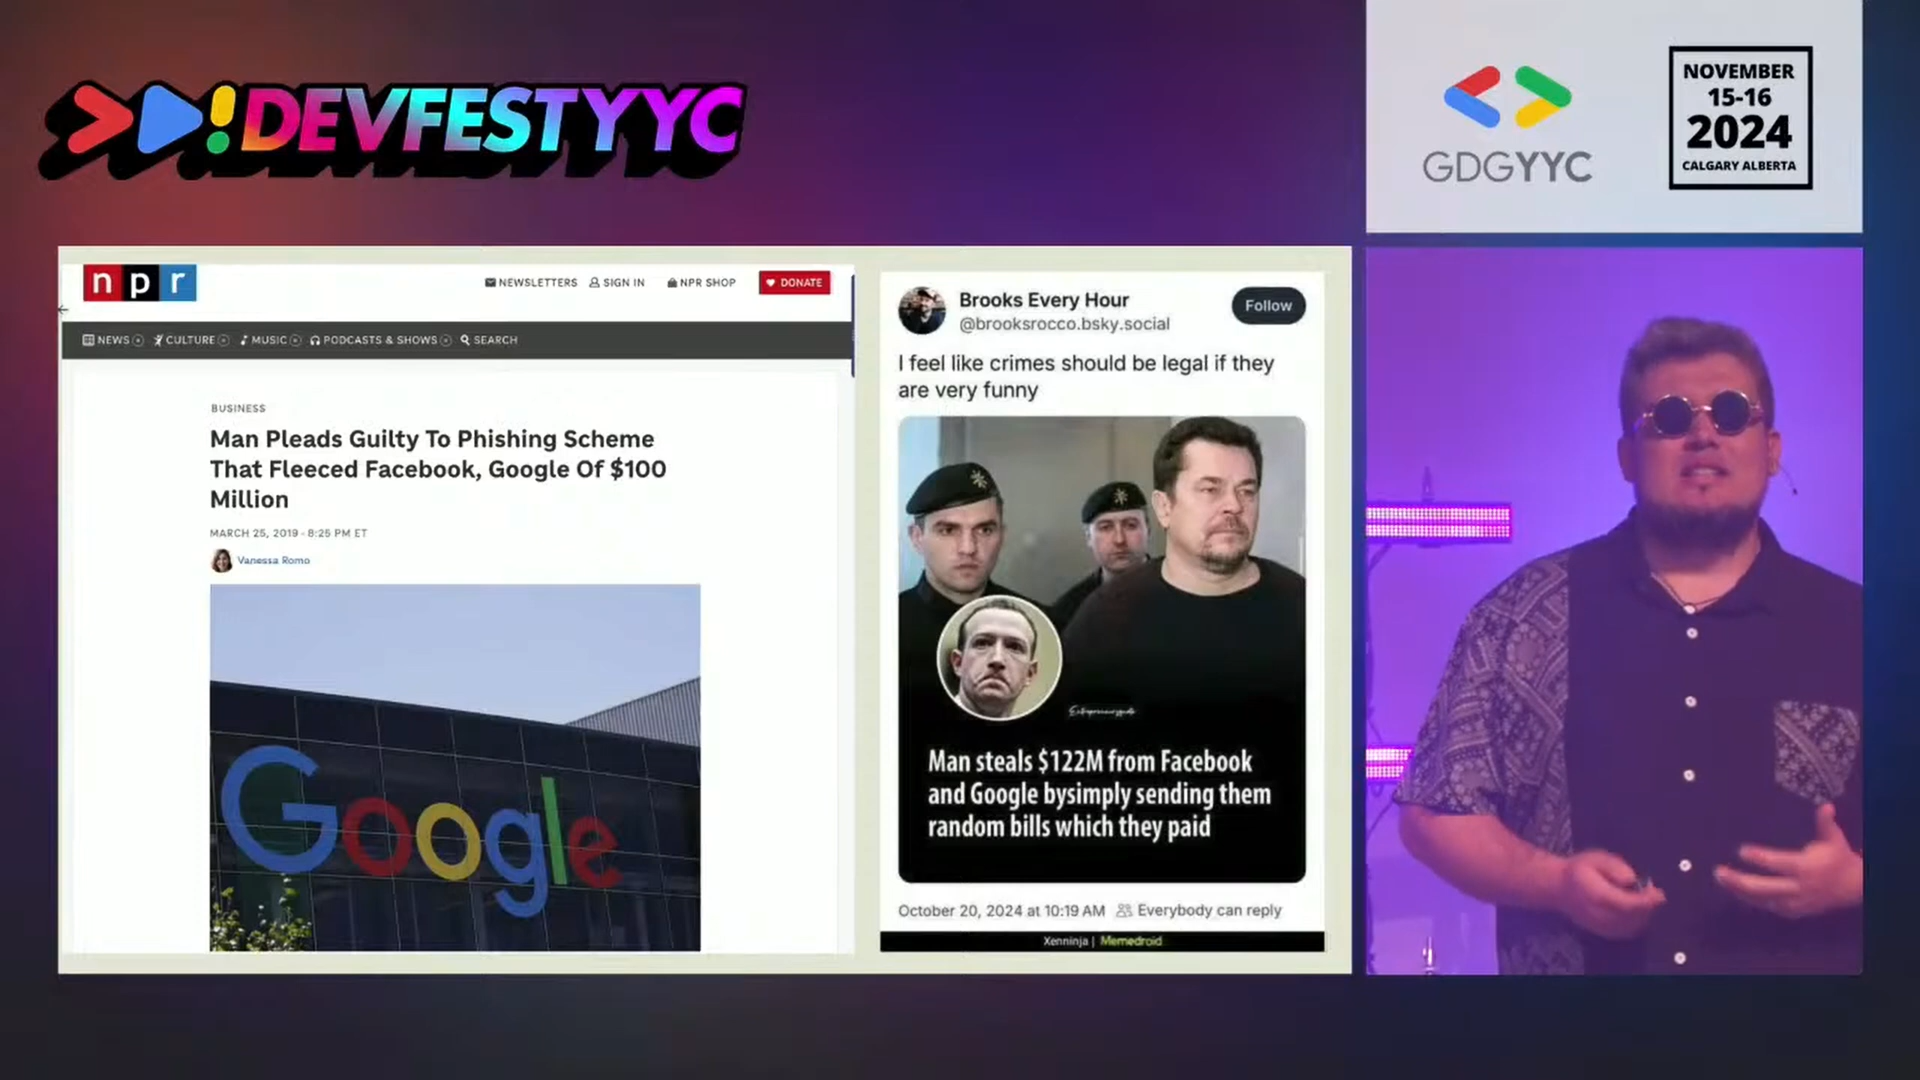 DEVFESTYYC
GDGYYC
NOVEMBER
15-16
2024
CALGARY ALBERTA
npr
NEWSLETTERS SIGN IN NPR SHOP DONATE
NEWS CULTURE MUSIC PODCASTS & SHOWS SEARCH
BUSINESS
Man Pleads Guilty To Phishing Scheme
That Fleeced Facebook, Google Of $100
Million
MARCH 25, 2019 · 8:25 PM ET
Vanessa Romo
Google
Brooks Every Hour
@brooksrocco.bsky.social
Follow
I feel like crimes should be legal if they
are very funny
Man steals $122M from Facebook
and Google bysimply sending them
random bills which they paid
October 20, 2024 at 10:19 AM Everybody can reply
Xenninja | Memedroid